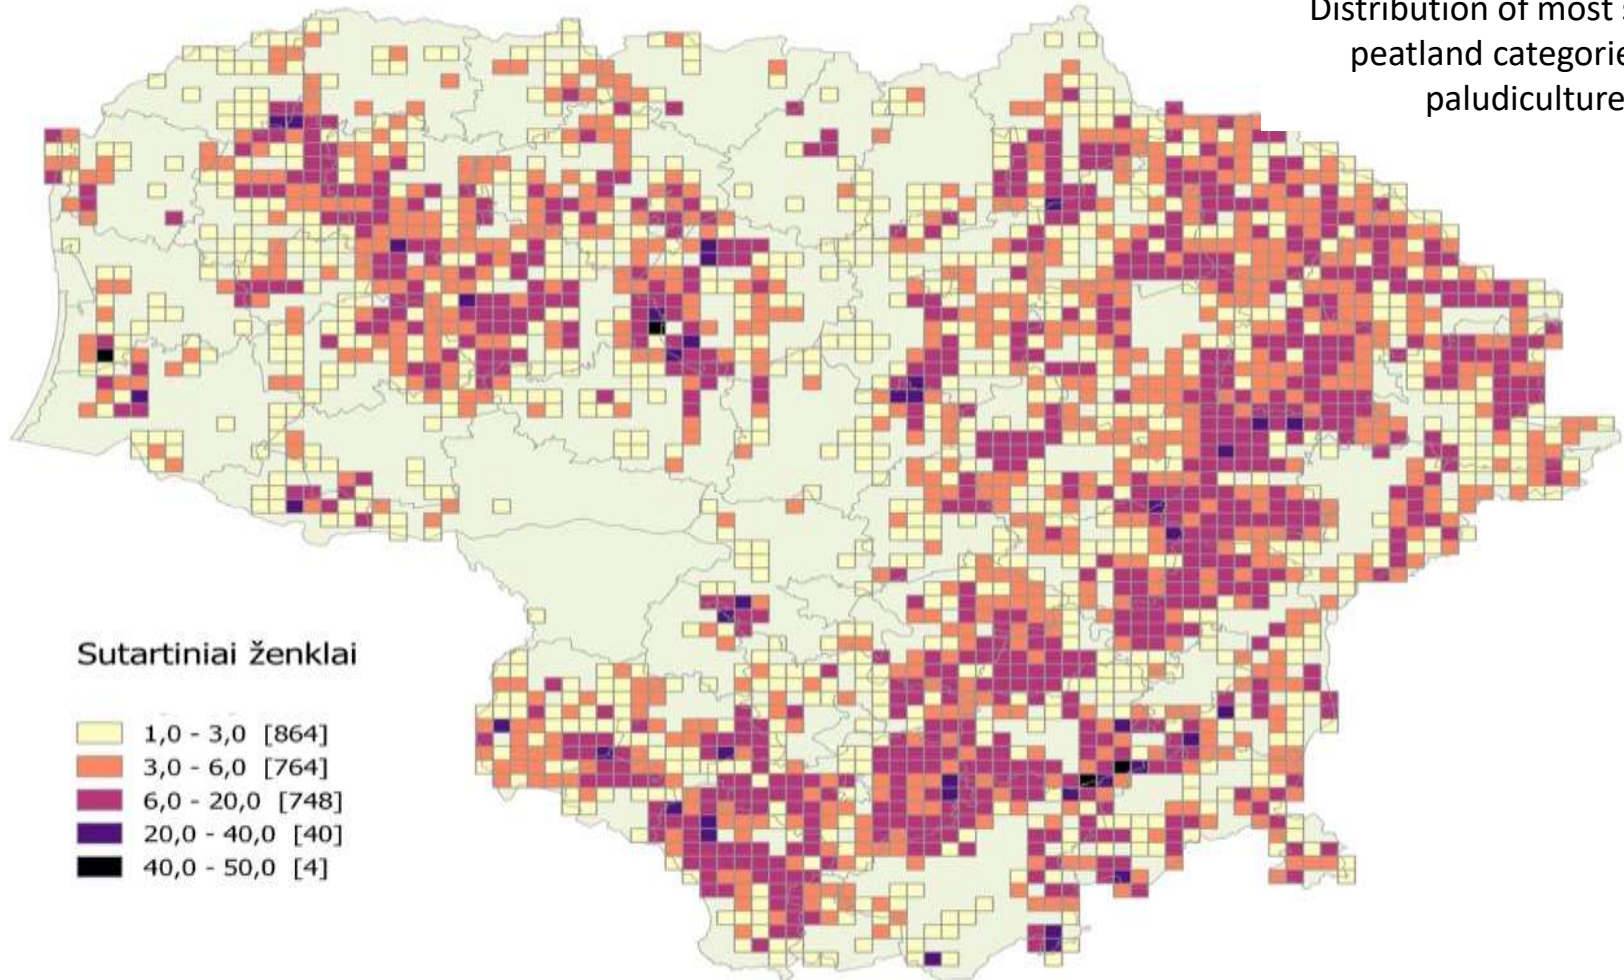 Distribution of most
peatland
paludiculture
Sutartiniai ženklai
1,0 - 3,0 [864]
3,0 - 6,0 [764]
6,0 - 20,0 [748]
20,0 - 40,0 [40]
40,0 - 50,0 [4]